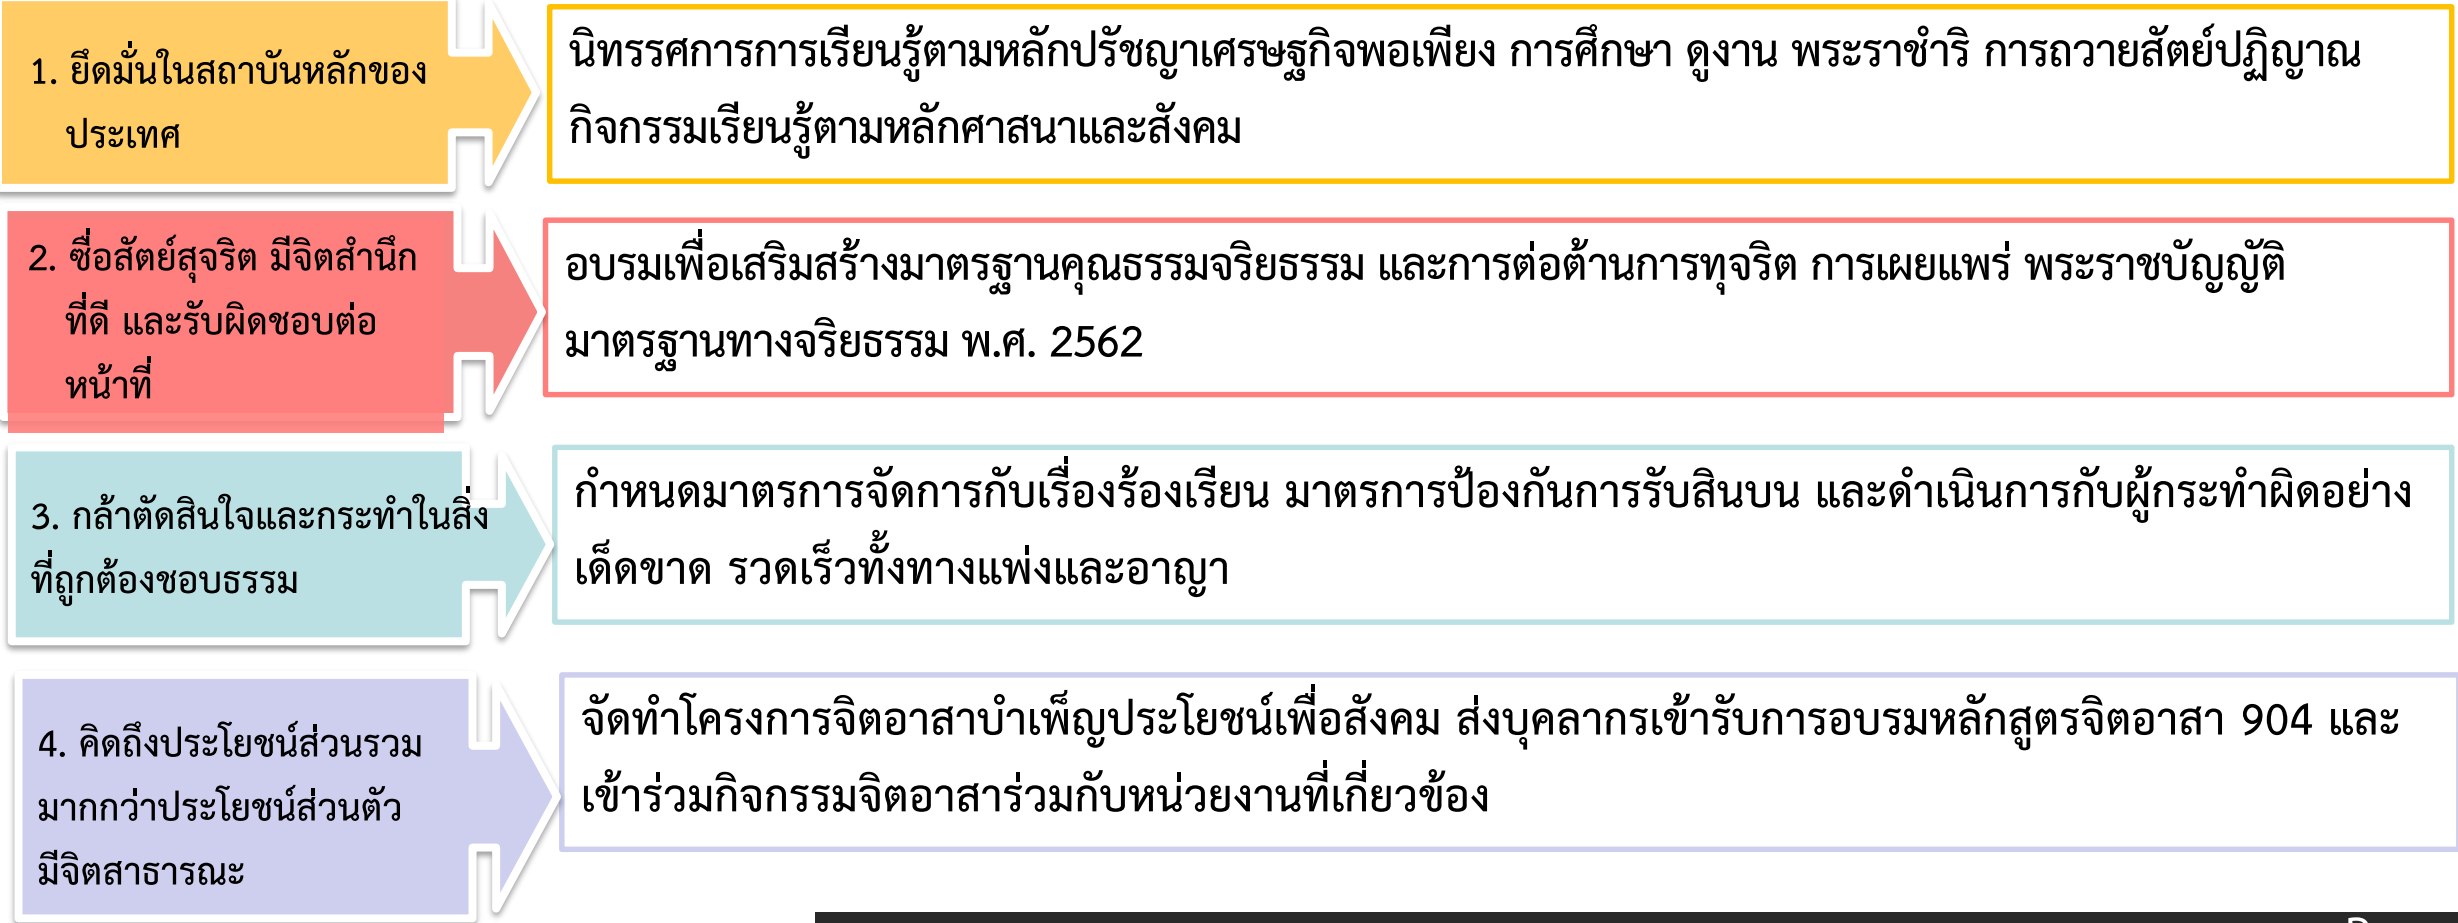 1. ยึดมั่นในสถาบันหลักของ
ประเทศ
นิทรรศการการเรียนรู้ตามหลักปรัชญาเศรษฐกิจพอเพียง การศึกษา ดูงาน พระราชำริ การถวายสัตย์ปฏิญาณ
กิจกรรมเรียนรู้ตามหลักศาสนาและสังคม
2. ซื่อสัตย์สุจริต มีจิตสำนึก
ที่ดี และรับผิดชอบต่อ
หน้าที่
อบรมเพื่อเสริมสร้างมาตรฐานคุณธรรมจริยธรรม และการต่อต้านการทุจริต การเผยแพร่ พระราชบัญญัติ
มาตรฐานทางจริยธรรม พ.ศ. 2562
3. กล้าตัดสินใจและกระทำในสิ่ง
ที่ถูกต้องชอบธรรม
กำหนดมาตรการจัดการกับเรื่องร้องเรียน มาตรการป้องกันการรับสินบน และดำเนินการกับผู้กระทำผิดอย่าง
เด็ดขาด รวดเร็วทั้งทางแพ่งและอาญา
4. คิดถึงประโยชน์ส่วนรวม
มากกว่าประโยชน์ส่วนตัว
มีจิตสาธารณะ
จัดทำโครงการจิตอาสาบำเพ็ญประโยชน์เพื่อสังคม ส่งบุคลากรเข้ารับการอบรมหลักสูตรจิตอาสา 904 และ
เข้าร่วมกิจกรรมจิตอาสาร่วมกับหน่วยงานที่เกี่ยวข้อง